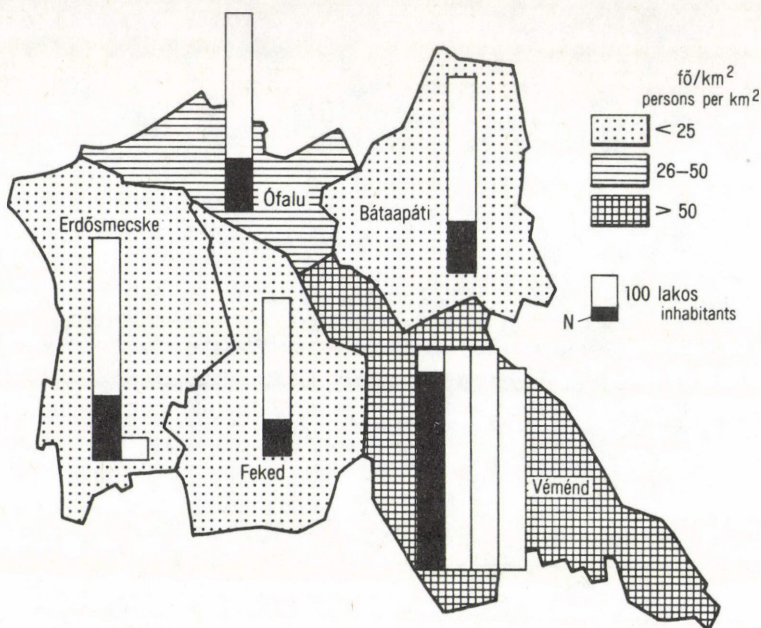 fő/km²
persons per km²
< 25
26–50
> 50
N
100 lakos
inhabitants
Ófalu
Bátaapáti
Erdősmecske
Feked
Véménd